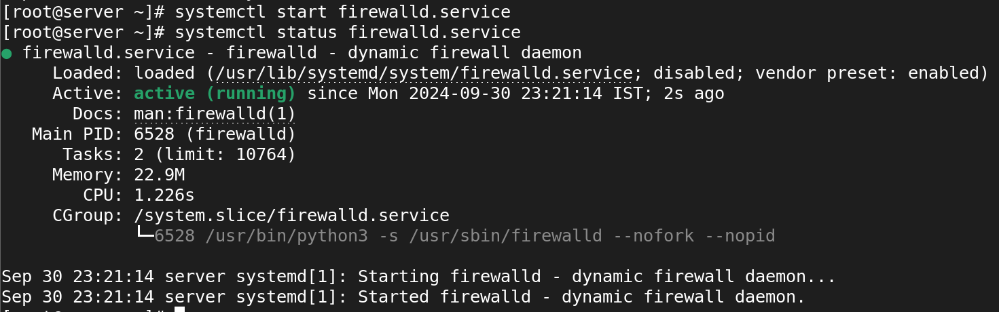 [root@server ~]# systemctl start firewalld.service
[root@server ~]# systemctl status firewalld.service
● firewalld.service - firewalld - dynamic firewall daemon
     Loaded: loaded (/usr/lib/systemd/system/firewalld.service; disabled; vendor preset: enabled)
     Active: active (running) since Mon 2024-09-30 23:21:14 IST; 2s ago
       Docs: man:firewalld(1)
   Main PID: 6528 (firewalld)
      Tasks: 2 (limit: 10764)
     Memory: 22.9M
        CPU: 1.226s
     CGroup: /system.slice/firewalld.service
             └─6528 /usr/bin/python3 -s /usr/sbin/firewalld --nofork --nopid

Sep 30 23:21:14 server systemd[1]: Starting firewalld - dynamic firewall daemon...
Sep 30 23:21:14 server systemd[1]: Started firewalld - dynamic firewall daemon.